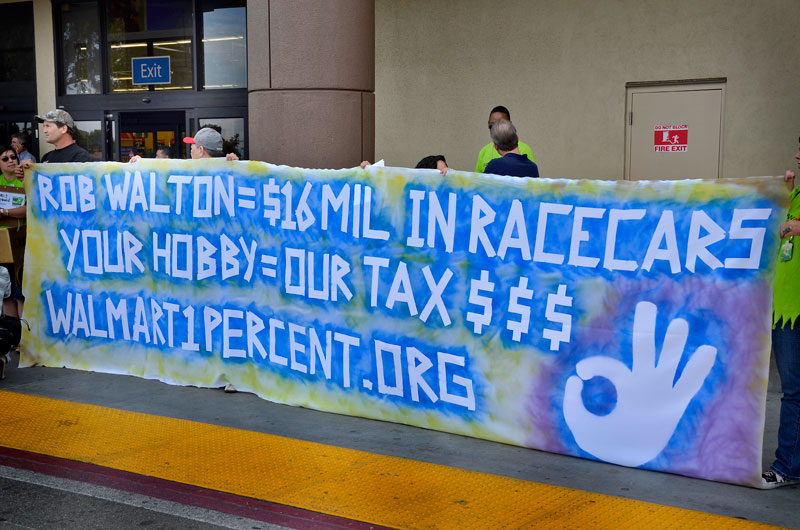 Exit
DO NOT BLOCK
FIRE EXIT
ROB WALTON = $16 MIL IN RACECARS
YOUR HOBBY = OUR TAX $ $ $
WALMART1PERCENT.ORG